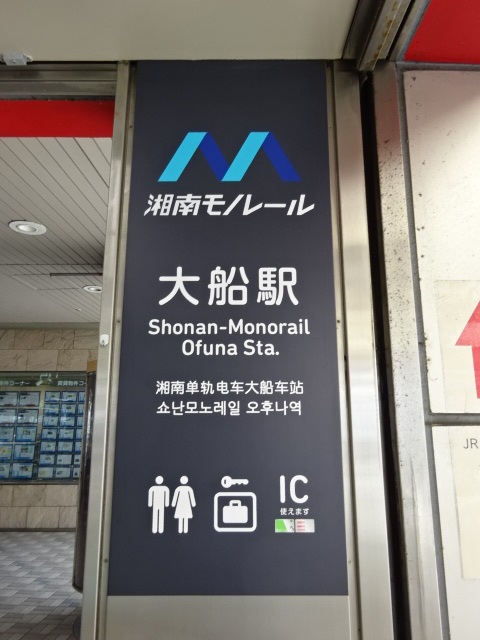 湘南モノレール
大船駅
Shonan-Monorail
Ofuna Sta.
湘南单轨电车大船车站
쇼난모노레일 오후나역
IC
使えます
JR